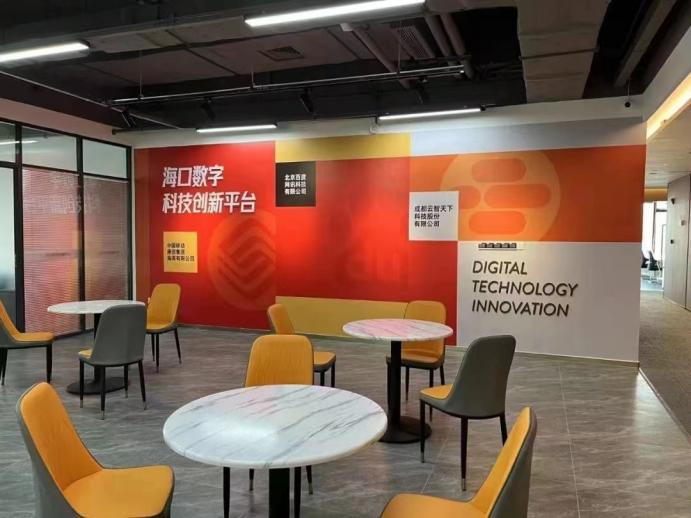 海口数字
科技创新平台
北京百度
网讯科技
有限公司
成都云智天下
科技股份
有限公司
中国移动
通信集团
海南有限公司
DIGITAL
TECHNOLOGY
INNOVATION